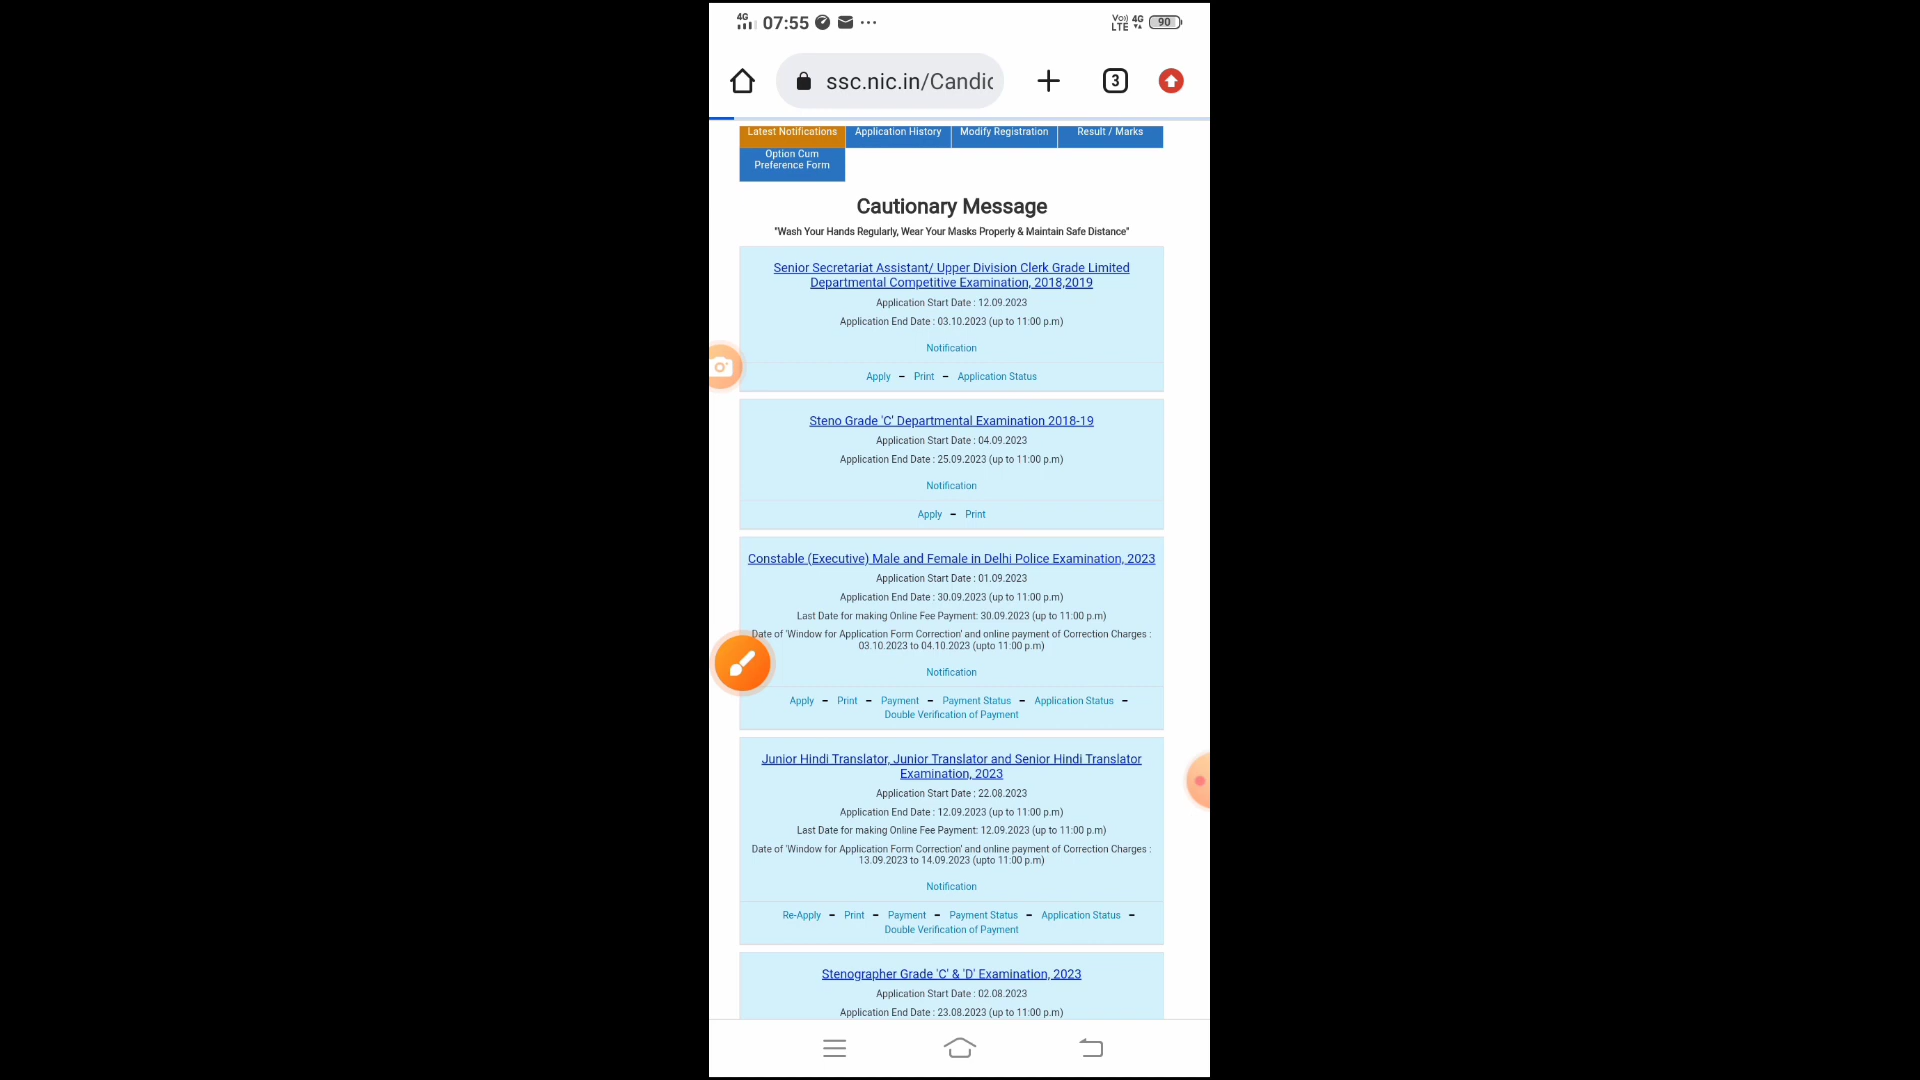 4G 07:55 ··· Vo)) LTE 4G 90
ssc.nic.in/Candic 3
Latest Notifications Application History Modify Registration Result / Marks
Option Cum
Preference Form
Cautionary Message
"Wash Your Hands Regularly, Wear Your Masks Properly & Maintain Safe Distance"
Senior Secretariat Assistant/ Upper Division Clerk Grade Limited
Departmental Competitive Examination, 2018,2019
Application Start Date : 12.09.2023
Application End Date : 03.10.2023 (up to 11:00 p.m)
Notification
Apply – Print – Application Status
Steno Grade 'C' Departmental Examination 2018-19
Application Start Date : 04.09.2023
Application End Date : 25.09.2023 (up to 11:00 p.m)
Notification
Apply – Print
Constable (Executive) Male and Female in Delhi Police Examination, 2023
Application Start Date : 01.09.2023
Application End Date : 30.09.2023 (up to 11:00 p.m)
Last Date for making Online Fee Payment: 30.09.2023 (up to 11:00 p.m)
Date of 'Window for Application Form Correction' and online payment of Correction Charges :
03.10.2023 to 04.10.2023 (upto 11:00 p.m)
Notification
Apply – Print – Payment – Payment Status – Application Status –
Double Verification of Payment
Junior Hindi Translator, Junior Translator and Senior Hindi Translator
Examination, 2023
Application Start Date : 22.08.2023
Application End Date : 12.09.2023 (up to 11:00 p.m)
Last Date for making Online Fee Payment: 12.09.2023 (up to 11:00 p.m)
Date of 'Window for Application Form Correction' and online payment of Correction Charges :
13.09.2023 to 14.09.2023 (upto 11:00 p.m)
Notification
Re-Apply – Print – Payment – Payment Status – Application Status –
Double Verification of Payment
Stenographer Grade 'C' & 'D' Examination, 2023
Application Start Date : 02.08.2023
Application End Date : 23.08.2023 (up to 11:00 p.m)